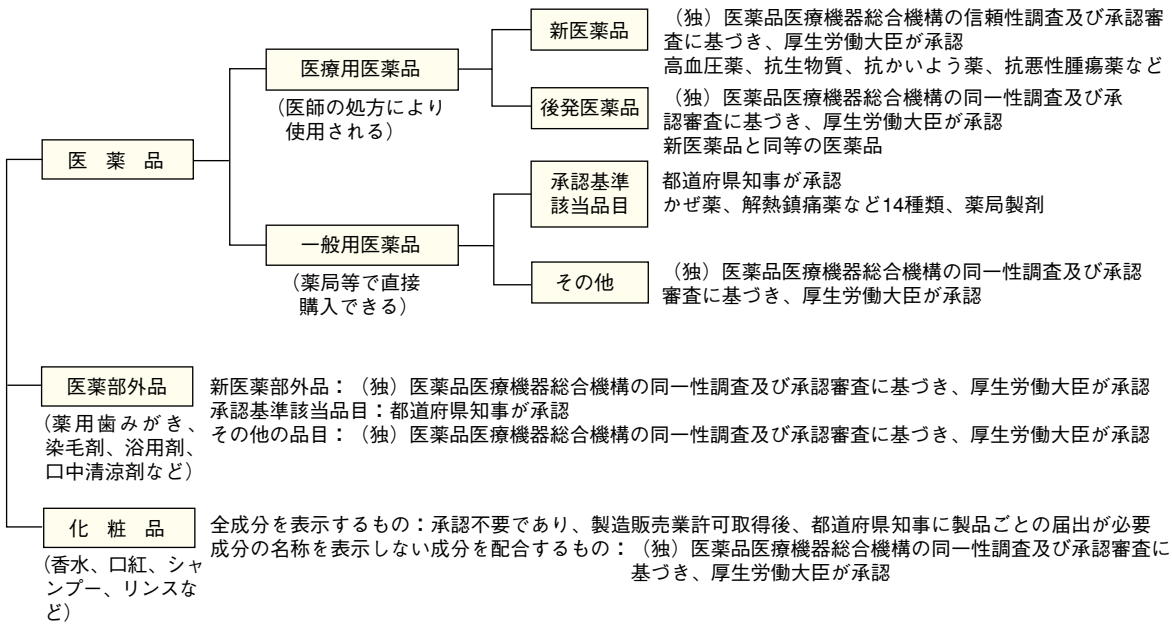 新医薬品
（独）医薬品医療機器総合機構の信頼性調査及び承認審
査に基づき、厚生労働大臣が承認
高血圧薬、抗生物質、抗かいよう薬、抗悪性腫瘍薬など
医療用医薬品
（医師の処方により
使用される）
後発医薬品
（独）医薬品医療機器総合機構の同一性調査及び承
認審査に基づき、厚生労働大臣が承認
新医薬品と同等の医薬品
医 薬 品
承認基準
該当品目
都道府県知事が承認
かぜ薬、解熱鎮痛薬など14種類、薬局製剤
一般用医薬品
（薬局等で直接
購入できる）
その他
（独）医薬品医療機器総合機構の同一性調査及び承認
審査に基づき、厚生労働大臣が承認
医薬部外品
（薬用歯みがき、
染毛剤、浴用剤、
口中清涼剤など）
新医薬部外品：（独）医薬品医療機器総合機構の同一性調査及び承認審査に基づき、厚生労働大臣が承認
承認基準該当品目：都道府県知事が承認
その他の品目：（独）医薬品医療機器総合機構の同一性調査及び承認審査に基づき、厚生労働大臣が承認
化 粧 品
（香水、口紅、シャ
ンプー、リンスな
ど）
全成分を表示するもの：承認不要であり、製造販売業許可取得後、都道府県知事に製品ごとの届出が必要
成分の名称を表示しない成分を配合するもの：（独）医薬品医療機器総合機構の同一性調査及び承認審査に
基づき、厚生労働大臣が承認